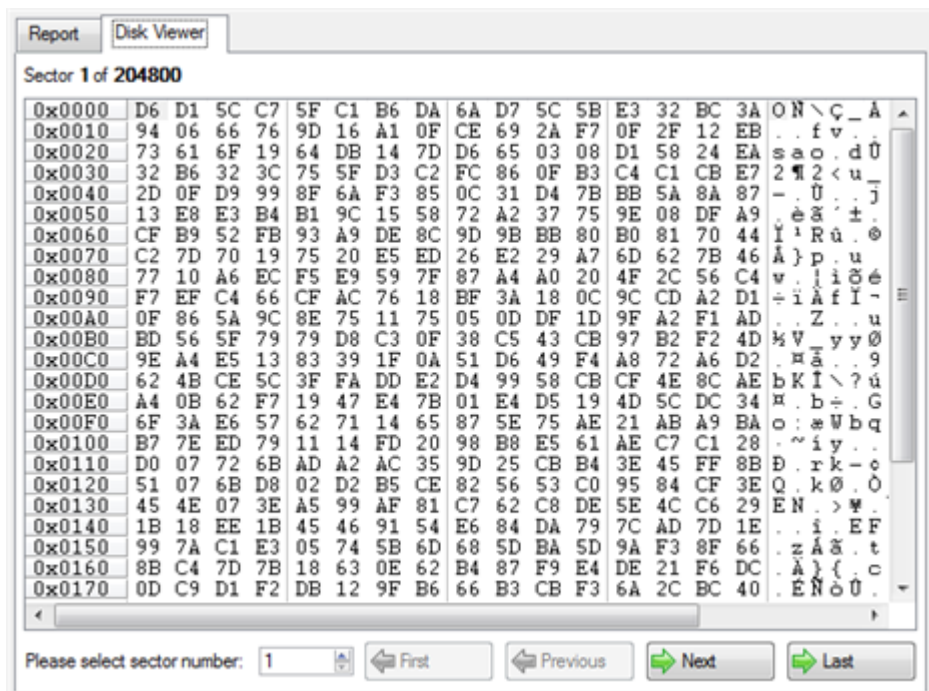 Report Disk Viewer
Sector 1 of 204800
0x0000 D6 D1 5C C7 5F C1 B6 DA 6A D7 5C 5B E3 32 BC 3A Ö Ñ \ Ç _ Á
0x0010 94 06 66 76 9D 16 A1 0F CE 69 2A F7 0F 2F 12 EB . . f v . .
0x0020 73 61 6F 19 64 DB 14 7D D6 65 03 08 D1 58 24 EA s a o . d Û
0x0030 32 B6 32 3C 75 5F D3 C2 FC 86 0F B3 C4 C1 CB E7 2 ¶ 2 < u _
0x0040 2D 0F D9 99 8F 6A F3 85 0C 31 D4 7B BB 5A 8A 87 - . Ù . . j
0x0050 13 E8 E3 B4 B1 9C 15 58 72 A2 37 75 9E 08 DF A9 . è ã ´ ± .
0x0060 CF B9 52 FB 93 A9 DE 8C 9D 9B BB 80 B0 81 70 44 Ï ¹ R û . ©
0x0070 C2 7D 70 19 75 20 E5 ED 26 E2 29 A7 6D 62 7B 46 Â } p . u
0x0080 77 10 A6 EC F5 E9 59 7F 87 A4 A0 20 4F 2C 56 C4 w . ¦ ì õ é
0x0090 F7 EF C4 66 CF AC 76 18 BF 3A 18 0C 9C CD A2 D1 ÷ ï Ä f Ï ¬
0x00A0 0F 86 5A 9C 8E 75 11 75 05 0D DF 1D 9F A2 F1 AD . . Z . . u
0x00B0 BD 56 5F 79 79 D8 C3 0F 38 C5 43 CB 97 B2 F2 4D ½ V _ y y Ø
0x00C0 9E A4 E5 13 83 39 1F 0A 51 D6 49 F4 A8 72 A6 D2 . ¤ å . . 9
0x00D0 62 4B CE 5C 3F FA DD E2 D4 99 58 CB CF 4E 8C AE b K Î \ ? ú
0x00E0 A4 0B 62 F7 19 47 E4 7B 01 E4 D5 19 4D 5C DC 34 ¤ . b ÷ . G
0x00F0 6F 3A E6 57 62 71 14 65 87 5E 75 AE 21 AB A9 BA o : æ W b q
0x0100 B7 7E ED 79 11 14 FD 20 98 B8 E5 61 AE C7 C1 28 · ~ í y . .
0x0110 D0 07 72 6B AD A2 AC 35 9D 25 CB B4 3E 45 FF 8B Ð . r k - ¢
0x0120 51 07 6B D8 02 D2 B5 CE 82 56 53 C0 95 84 CF 3E Q . k Ø . Ò
0x0130 45 4E 07 3E A5 99 AF 81 C7 62 C8 DE 5E 4C C6 29 E N . > ¥ .
0x0140 1B 18 EE 1B 45 46 91 54 E6 84 DA 79 7C AD 7D 1E . . î . E F
0x0150 99 7A C1 E3 05 74 5B 6D 68 5D BA 5D 9A F3 8F 66 . z Á ã . t
0x0160 8B C4 7D 7B 18 63 0E 62 B4 87 F9 E4 DE 21 F6 DC . Ä } { . c
0x0170 0D C9 D1 F2 DB 12 9F B6 66 B3 CB F3 6A 2C BC 40 . É Ñ ò Û .
Please select sector number: 1 First Previous Next Last